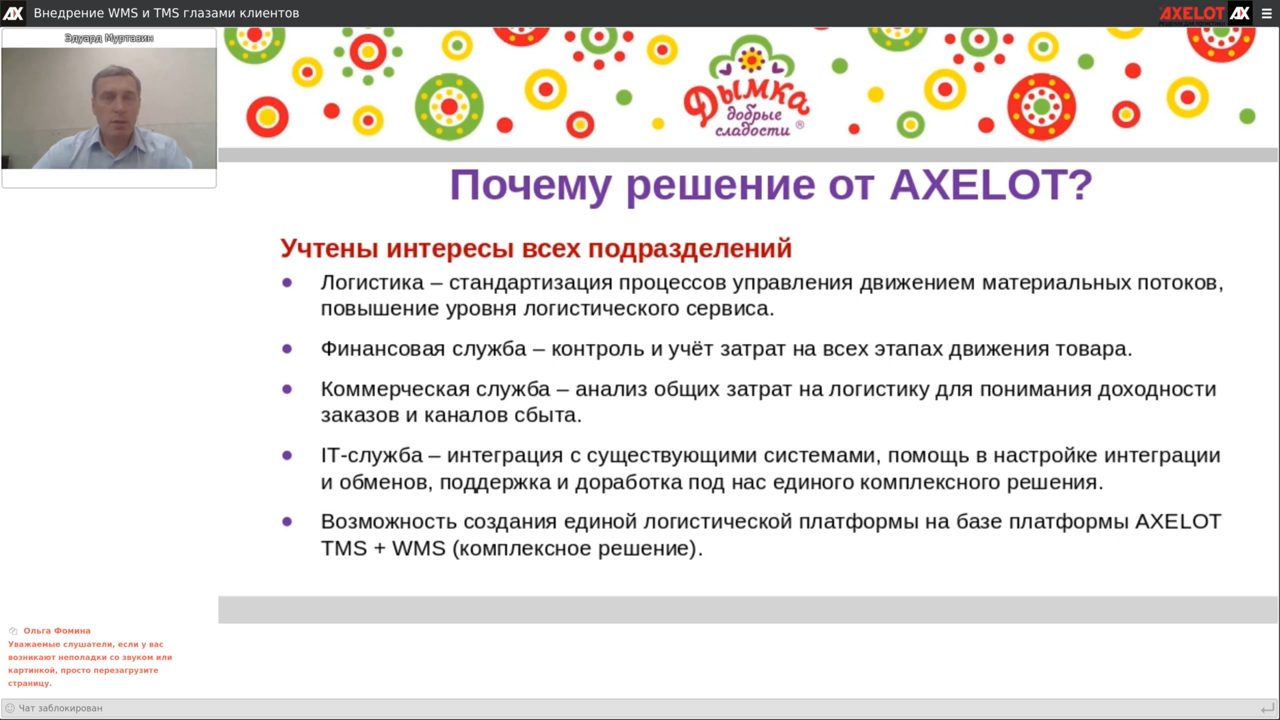 Внедрение WMS и TMS глазами клиентов
AXELOT
Эдуард Муртазин
Дымка
добрые
сладости ®
Почему решение от AXELOT?
Учтены интересы всех подразделений
• Логистика – стандартизация процессов управления движением материальных потоков,
повышение уровня логистического сервиса.
• Финансовая служба – контроль и учёт затрат на всех этапах движения товара.
• Коммерческая служба – анализ общих затрат на логистику для понимания доходности
заказов и каналов сбыта.
• IT-служба – интеграция с существующими системами, помощь в настройке интеграции
и обменов, поддержка и доработка под нас единого комплексного решения.
• Возможность создания единой логистической платформы на базе платформы AXELOT
TMS + WMS (комплексное решение).
Ольга Фомина
Уважаемые слушатели, если у вас
возникают неполадки со звуком или
картинкой, просто перезагрузите
страницу.
Чат заблокирован